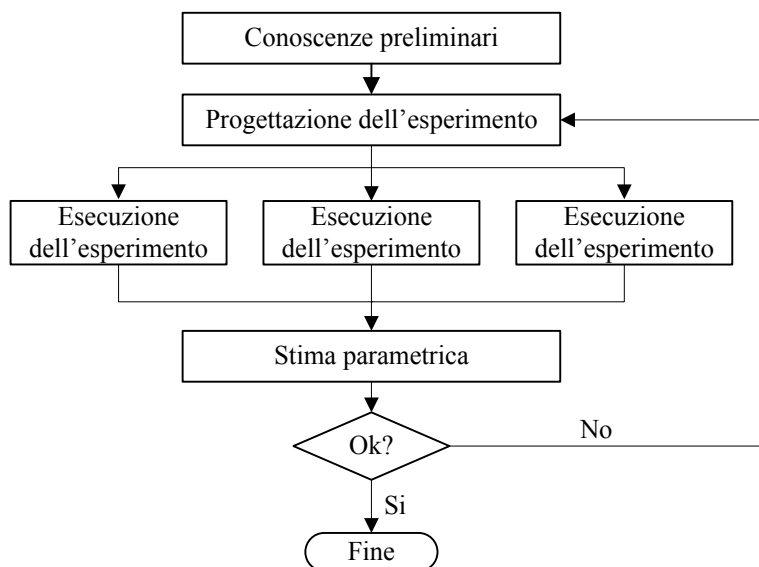 Conoscenze preliminari
Progettazione dell’esperimento
Esecuzione
dell’esperimento
Esecuzione
dell’esperimento
Esecuzione
dell’esperimento
Stima parametrica
Ok?
No
Si
Fine